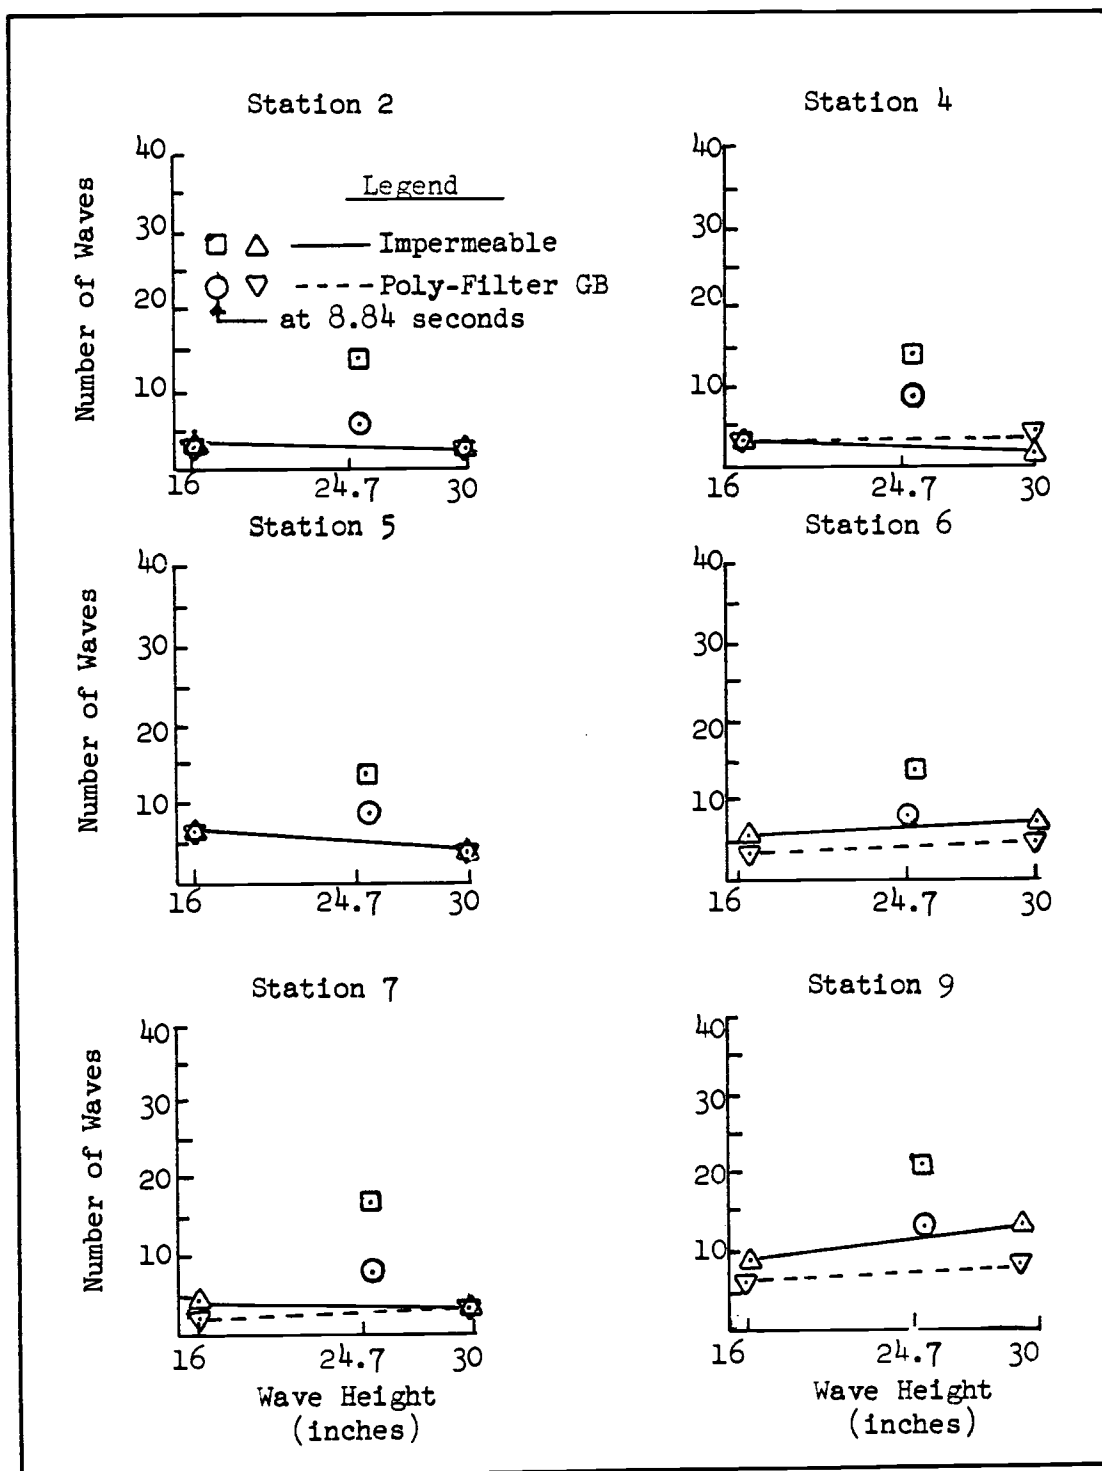 Station 2
Station 4
Number of Waves
40
30
20
10
Legend
Impermeable
Poly-Filter GB
at 8.84 seconds
16 24.7 30
40
30
20
10
16 24.7 30
Station 5
Station 6
Number of Waves
40
30
20
10
16 24.7 30
40
30
20
10
16 24.7 30
Station 7
Station 9
Number of Waves
40
30
20
10
16 24.7 30
Wave Height
(inches)
40
30
20
10
16 24.7 30
Wave Height
(inches)